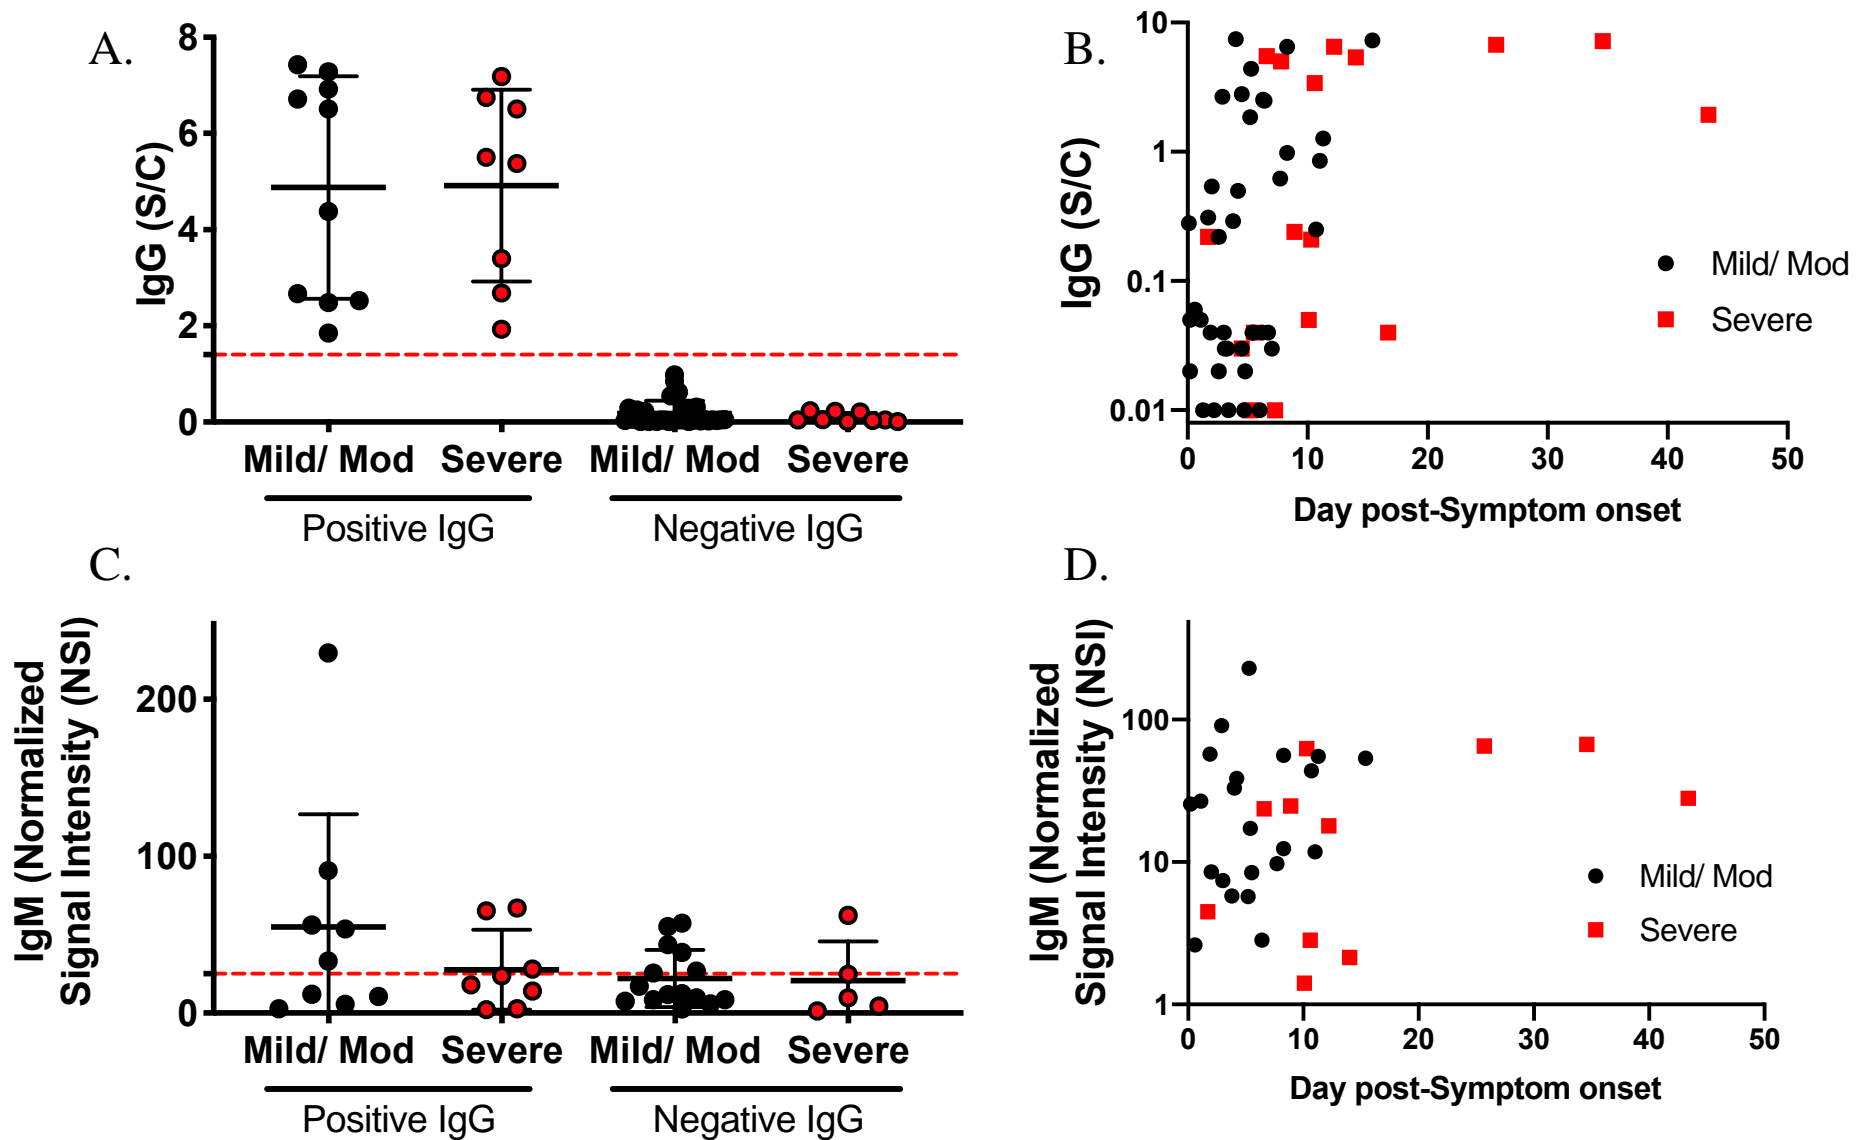 A.
IgG (S/C)
8
6
4
2
0
Mild/ Mod Severe Mild/ Mod Severe
Positive IgG Negative IgG
B.
IgG (S/C)
10
1
0.1
0.01
0 10 20 30 40 50
Day post-Symptom onset
Mild/ Mod
Severe
C.
IgM (Normalized
Signal Intensity (NSI)
200
100
0
Mild/ Mod Severe Mild/ Mod Severe
Positive IgG Negative IgG
D.
IgM (Normalized
Signal Intensity (NSI)
100
10
1
0 10 20 30 40 50
Day post-Symptom onset
Mild/ Mod
Severe